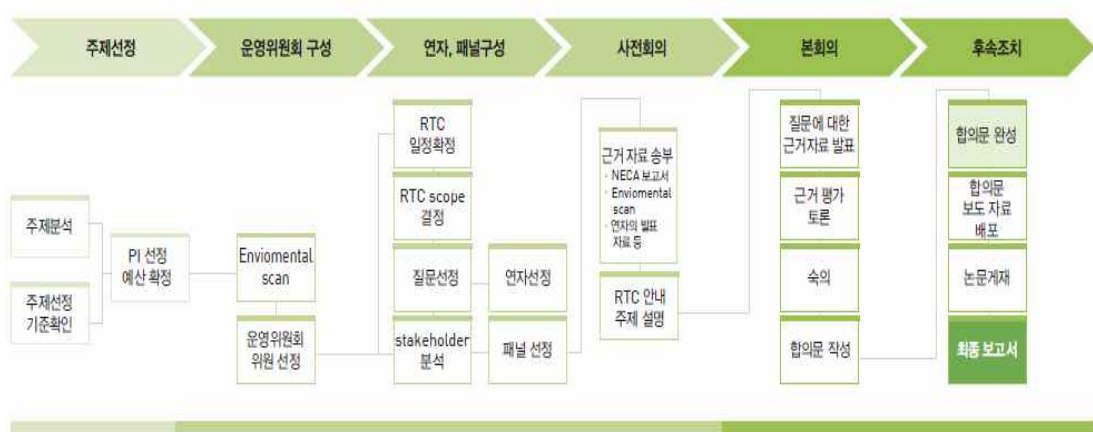 주제선정
운영위원회 구성
연자, 패널구성
사전회의
본회의
후속조치
주제분석
주제선정
기준확인
PI 선정
예산 확정
Enviomental
scan
운영위원회
위원 선정
RTC
일정확정
RTC scope
결정
질문선정
stakeholder
분석
연자선정
패널 선정
근거 자료 송부
· NECA 보고서
· Enviomental
scan
· 연자의 발표
자료 등
RTC 안내
주제 설명
질문에 대한
근거자료 발표
근거 평가
토론
숙의
합의문 작성
합의문 완성
합의문
보도 자료
배포
논문게재
최종 보고서